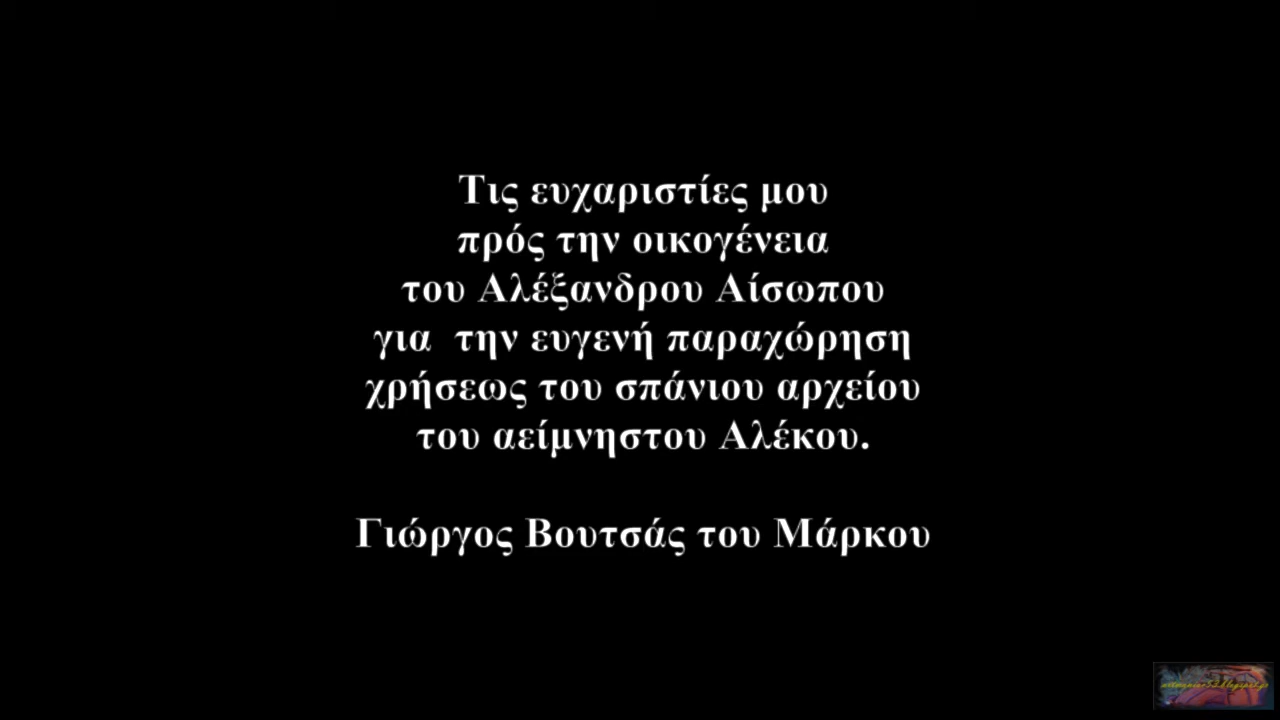 Τις ευχαριστίες μου
πρός την οικογένεια
του Αλέξανδρου Αίσωπου
για την ευγενή παραχώρηση
χρήσεως του σπάνιου αρχείου
του αείμνηστου Αλέκου.
Γιώργος Βουτσάς του Μάρκου